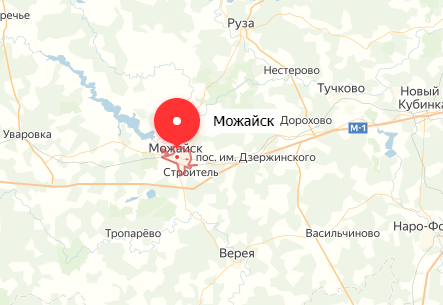 речье
Руза
Нестерово
Тучково
Новый
Кубинка
Можайск
Дорохово
М-1
Уваровка
Можайск
пос. им. Дзержинского
Строитель
Наро-Фо
Тропарёво
Васильчиново
Верея